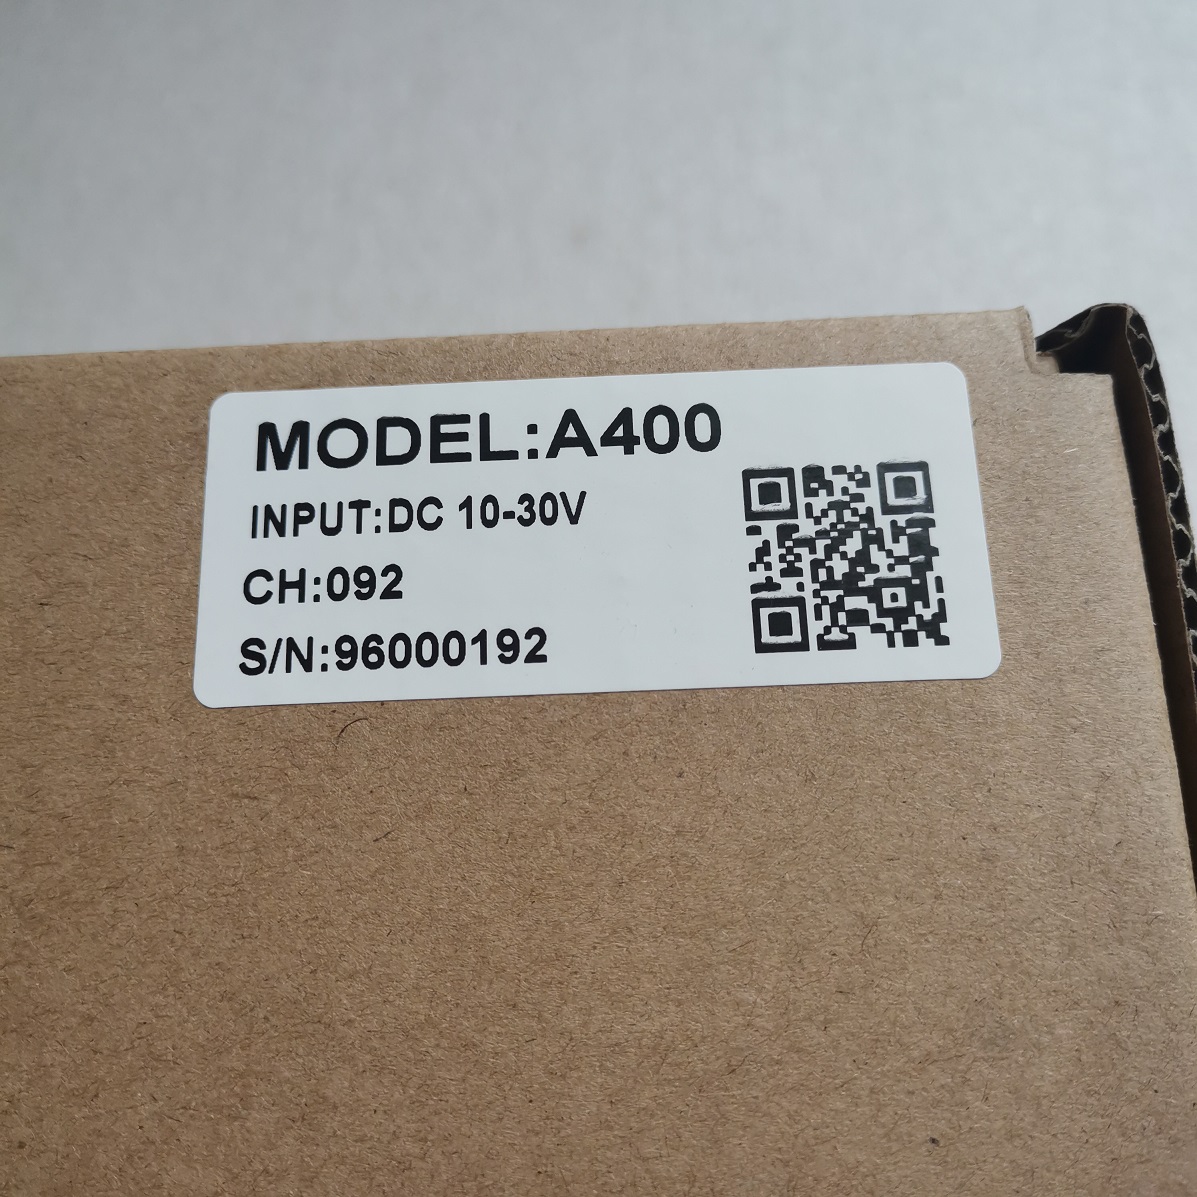 MODEL:A400
INPUT:DC 10-30V
CH:092
S/N:96000192